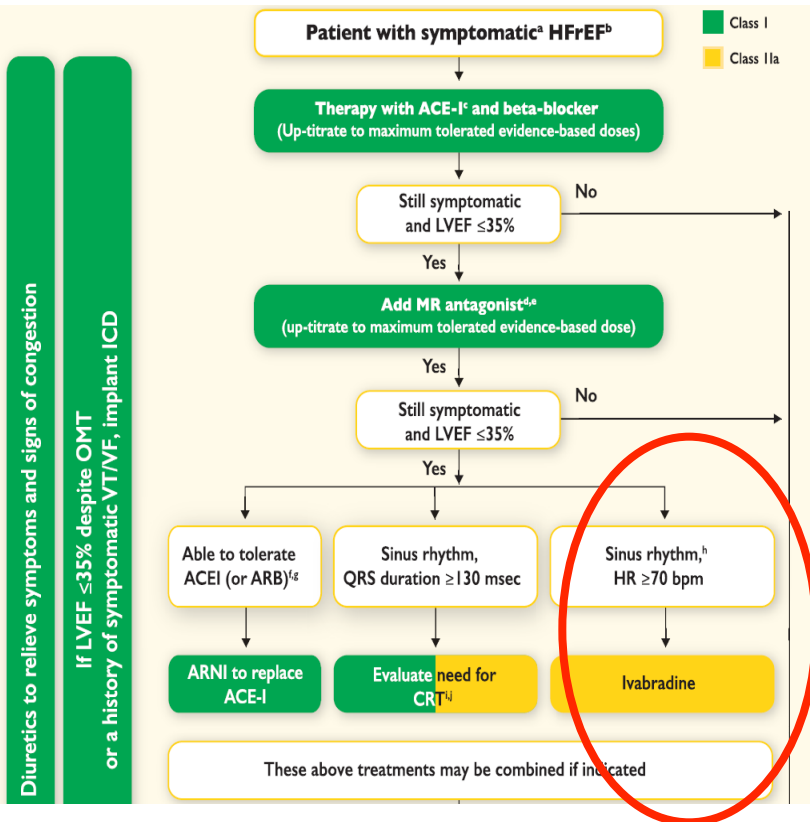 Patient with symptomaticᵃ HFrEFᵇ
Class I
Class IIa
Therapy with ACE-Iᶜ and beta-blocker
(Up-titrate to maximum tolerated evidence-based doses)
Still symptomatic
and LVEF ≤35%
No
Yes
Add MR antagonistᵈ,ᵉ
(up-titrate to maximum tolerated evidence-based dose)
Yes
Still symptomatic
and LVEF ≤35%
No
Yes
Able to tolerate
ACEI (or ARB)ᶠ,ᵍ
Sinus rhythm,
QRS duration ≥130 msec
Sinus rhythm,ʰ
HR ≥70 bpm
ARNI to replace
ACE-I
Evaluate need for
CRTⁱ,ʲ
Ivabradine
These above treatments may be combined if indicated
Diuretics to relieve symptoms and signs of congestion
If LVEF ≤35% despite OMT
or a history of symptomatic VT/VF, implant ICD